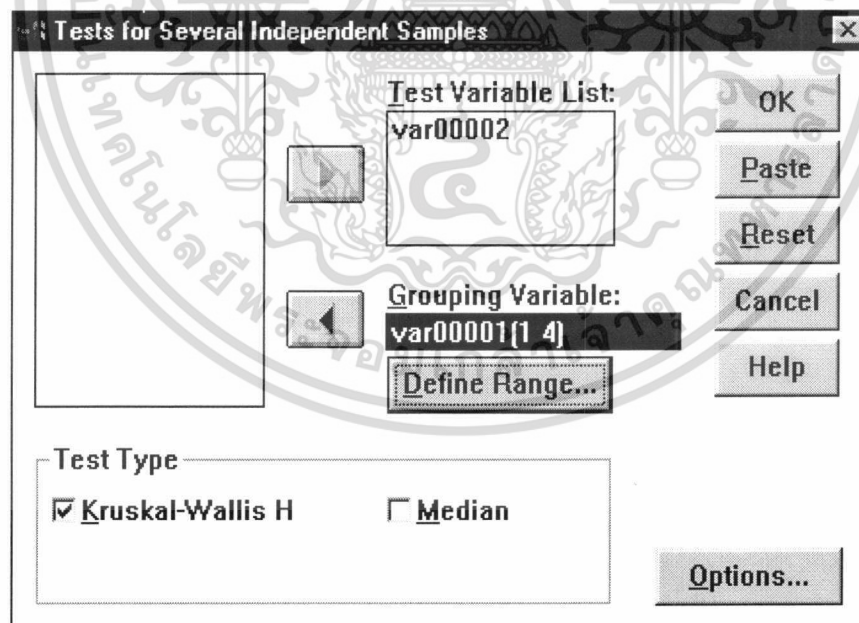 Tests for Several Independent Samples
Test Variable List:
var00002
OK
Paste
Reset
Grouping Variable:
var00001(1 4)
Cancel
Define Range...
Help
Test Type
Kruskal-Wallis H
Median
Options...